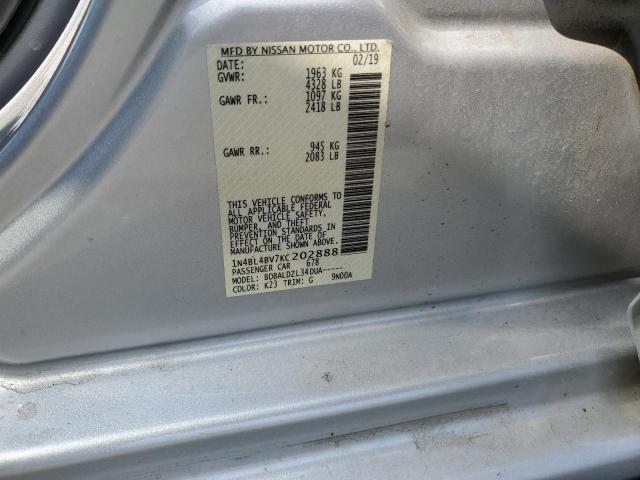 MFD BY NISSAN MOTOR CO., LTD.
DATE: 02/19
GVWR: 1963 KG
4328 LB
GAWR FR.: 1097 KG
2418 LB
GAWR RR.: 945 KG
2083 LB
THIS VEHICLE CONFORMS TO
ALL APPLICABLE FEDERAL
MOTOR VEHICLE SAFETY,
BUMPER, AND THEFT
PREVENTION STANDARDS IN
EFFECT ON THE DATE OF
MANUFACTURE SHOWN ABOVE.
1N4BL4BV7KC202888
PASSENGER CAR 678
MODEL: BDBALDZL34DUA-----
COLOR: K23 TRIM: G 9N00A